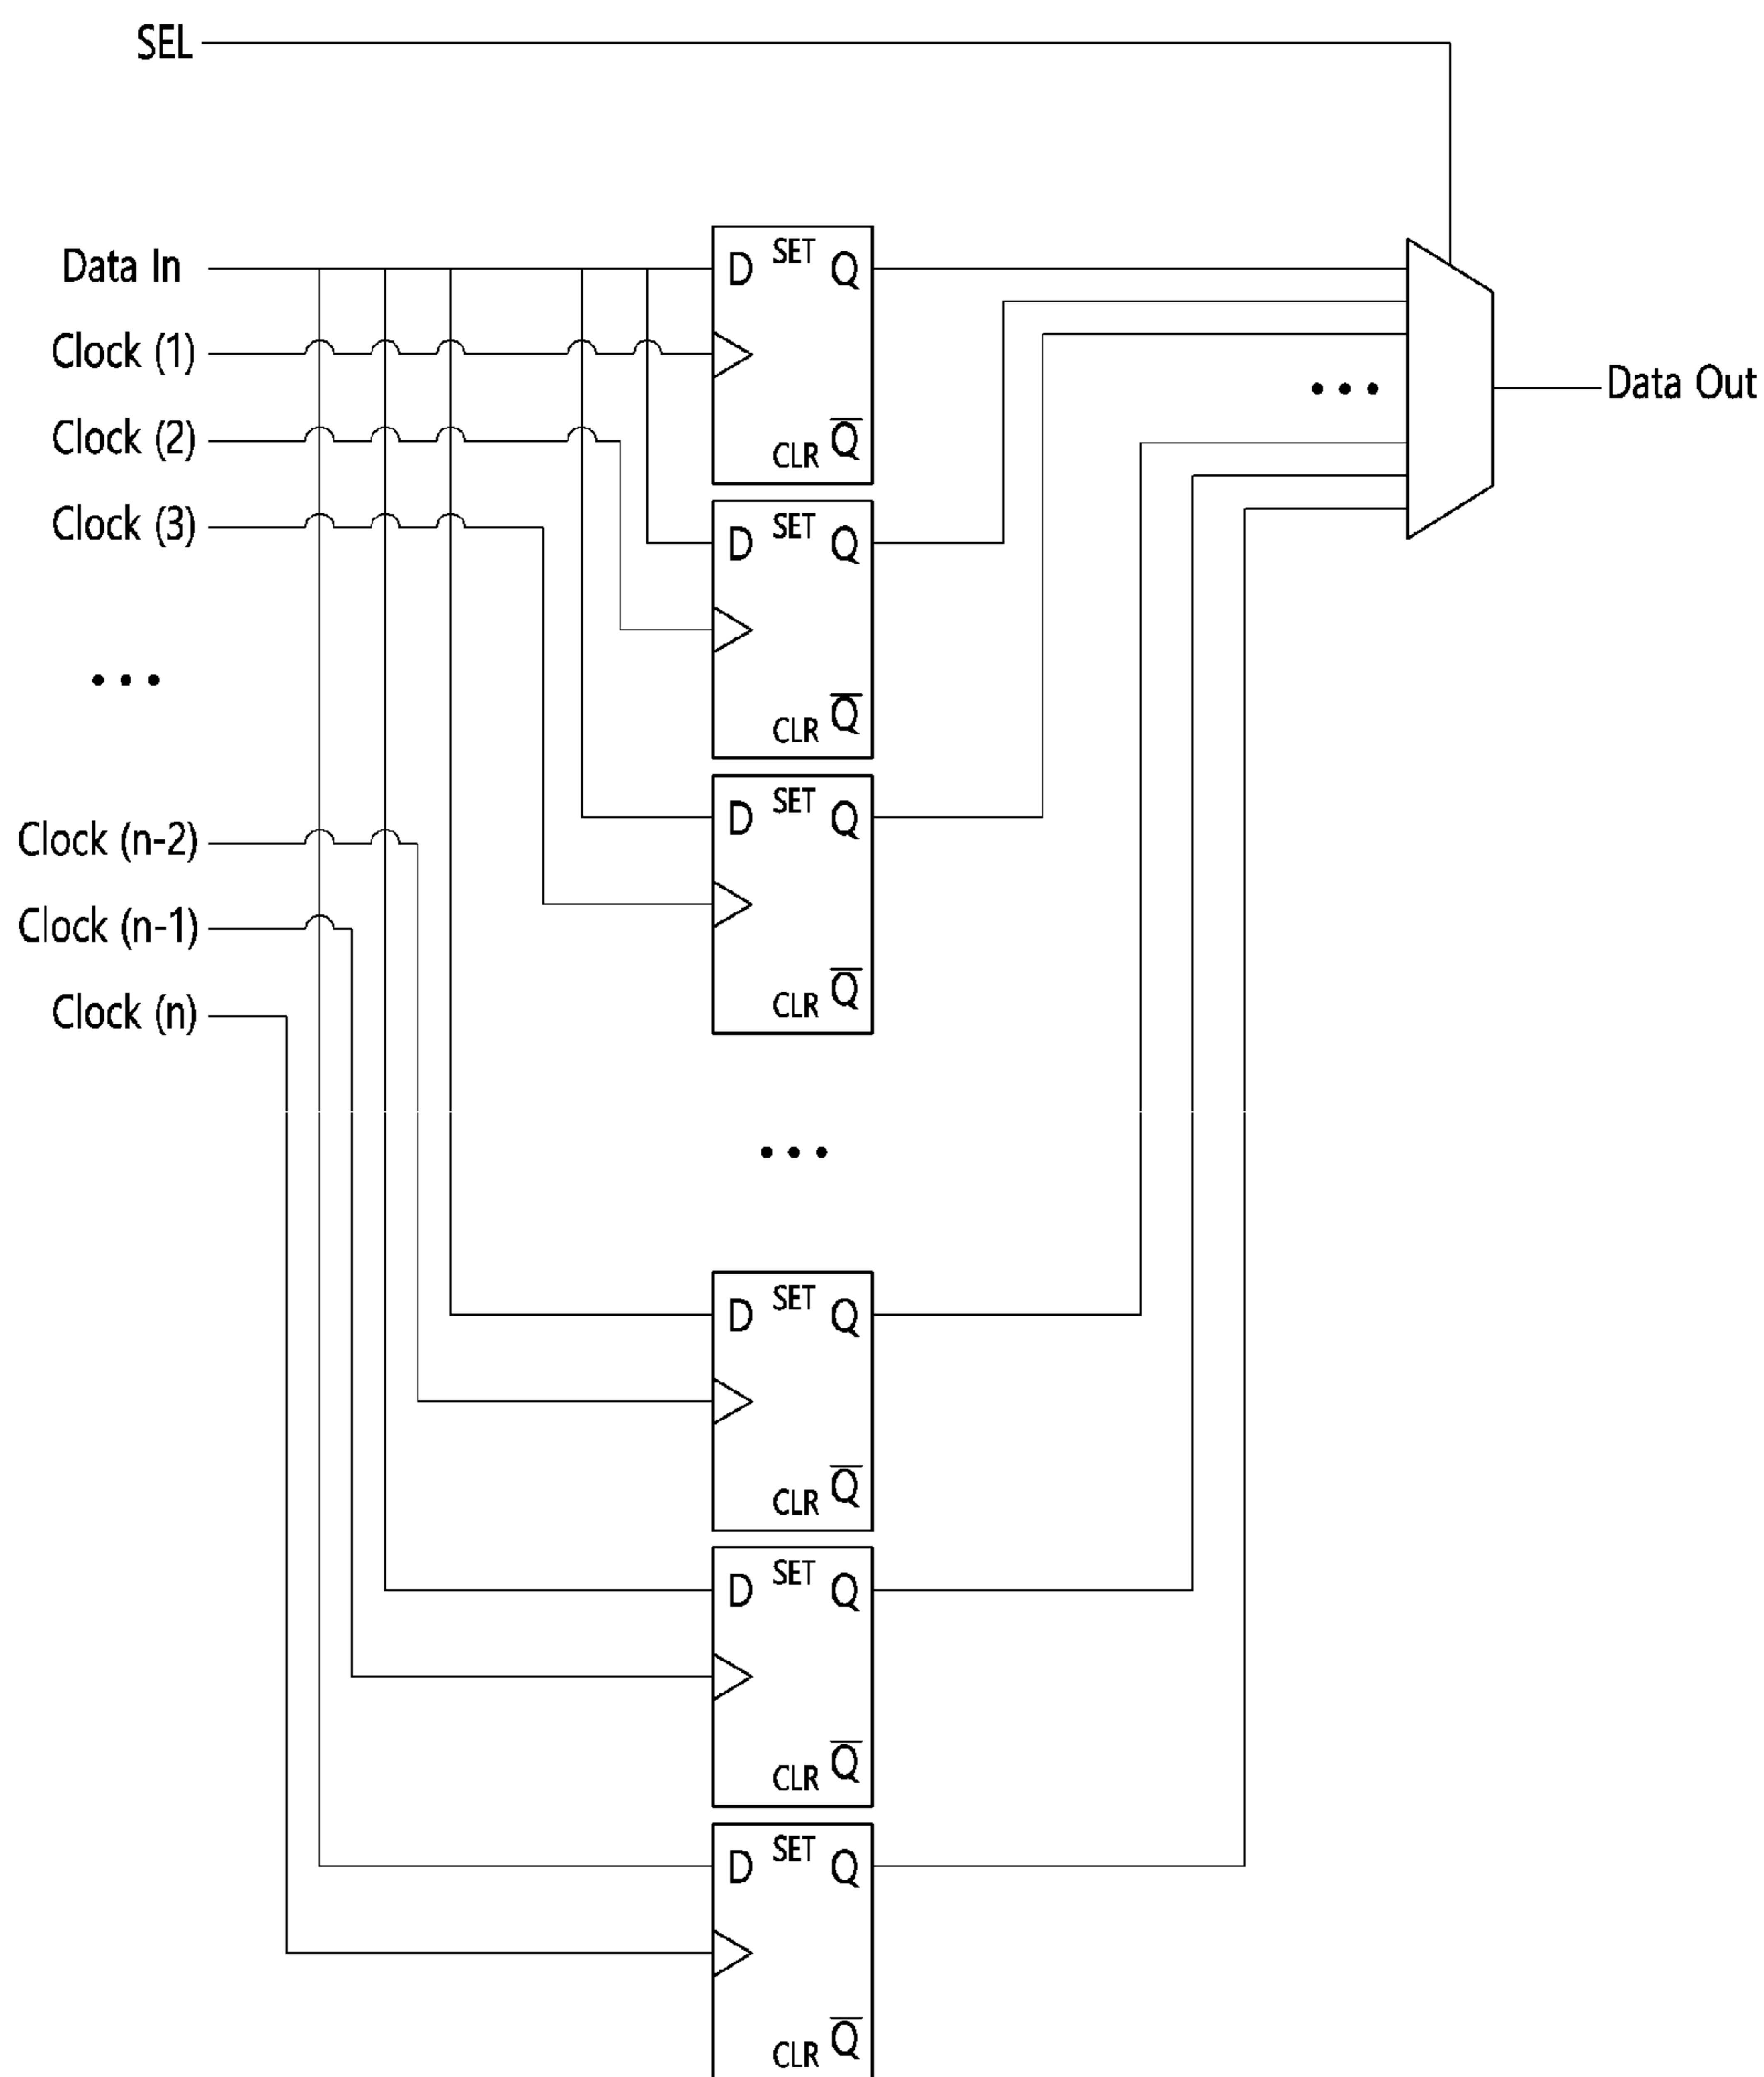 SEL
Data In
Clock (1)
Clock (2)
Clock (3)
•••
Clock (n-2)
Clock (n-1)
Clock (n)
D SET Q
CLR Q̅
D SET Q
CLR Q̅
D SET Q
CLR Q̅
•••
D SET Q
CLR Q̅
D SET Q
CLR Q̅
D SET Q
CLR Q̅
•••
Data Out